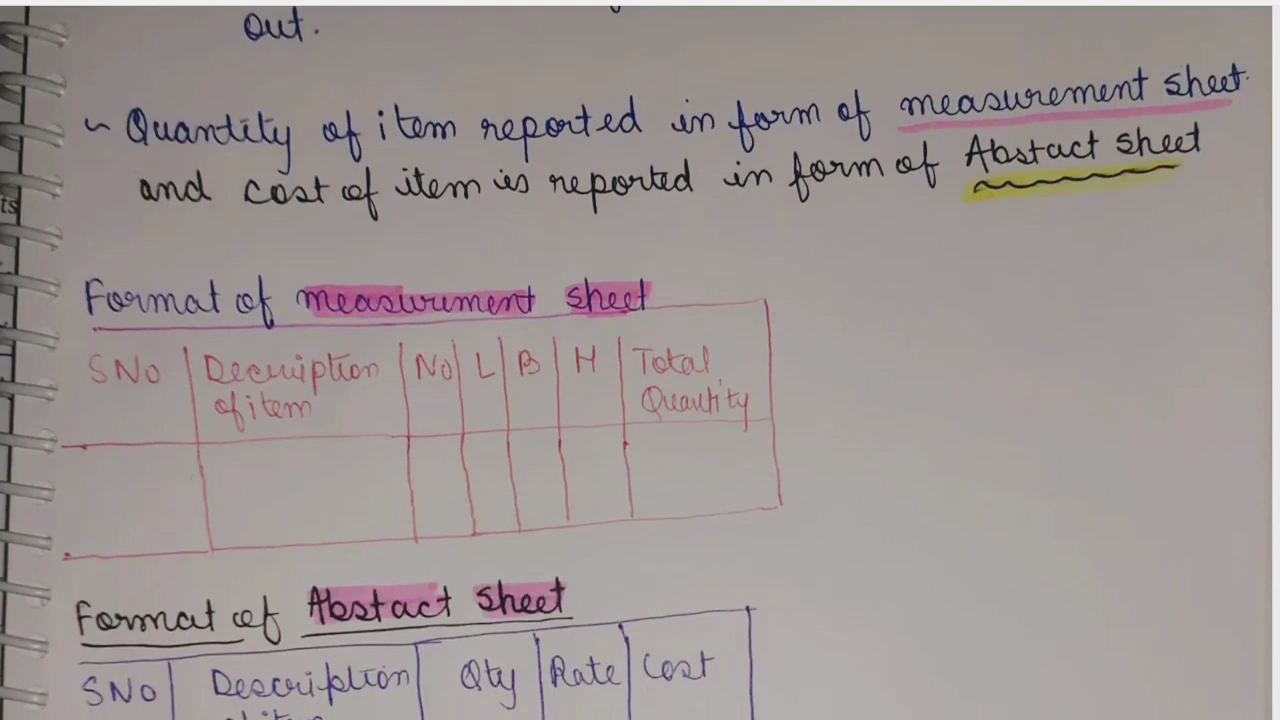 out.
~ Quantity of item reported in form of measurement sheet.
and cost of item is reported in form of Abstact sheet
ts
Format of measurement sheet
SNo Decription of item No L B H Total Quantity
Format of Abstact sheet
SNo Description Qty Rate Cost